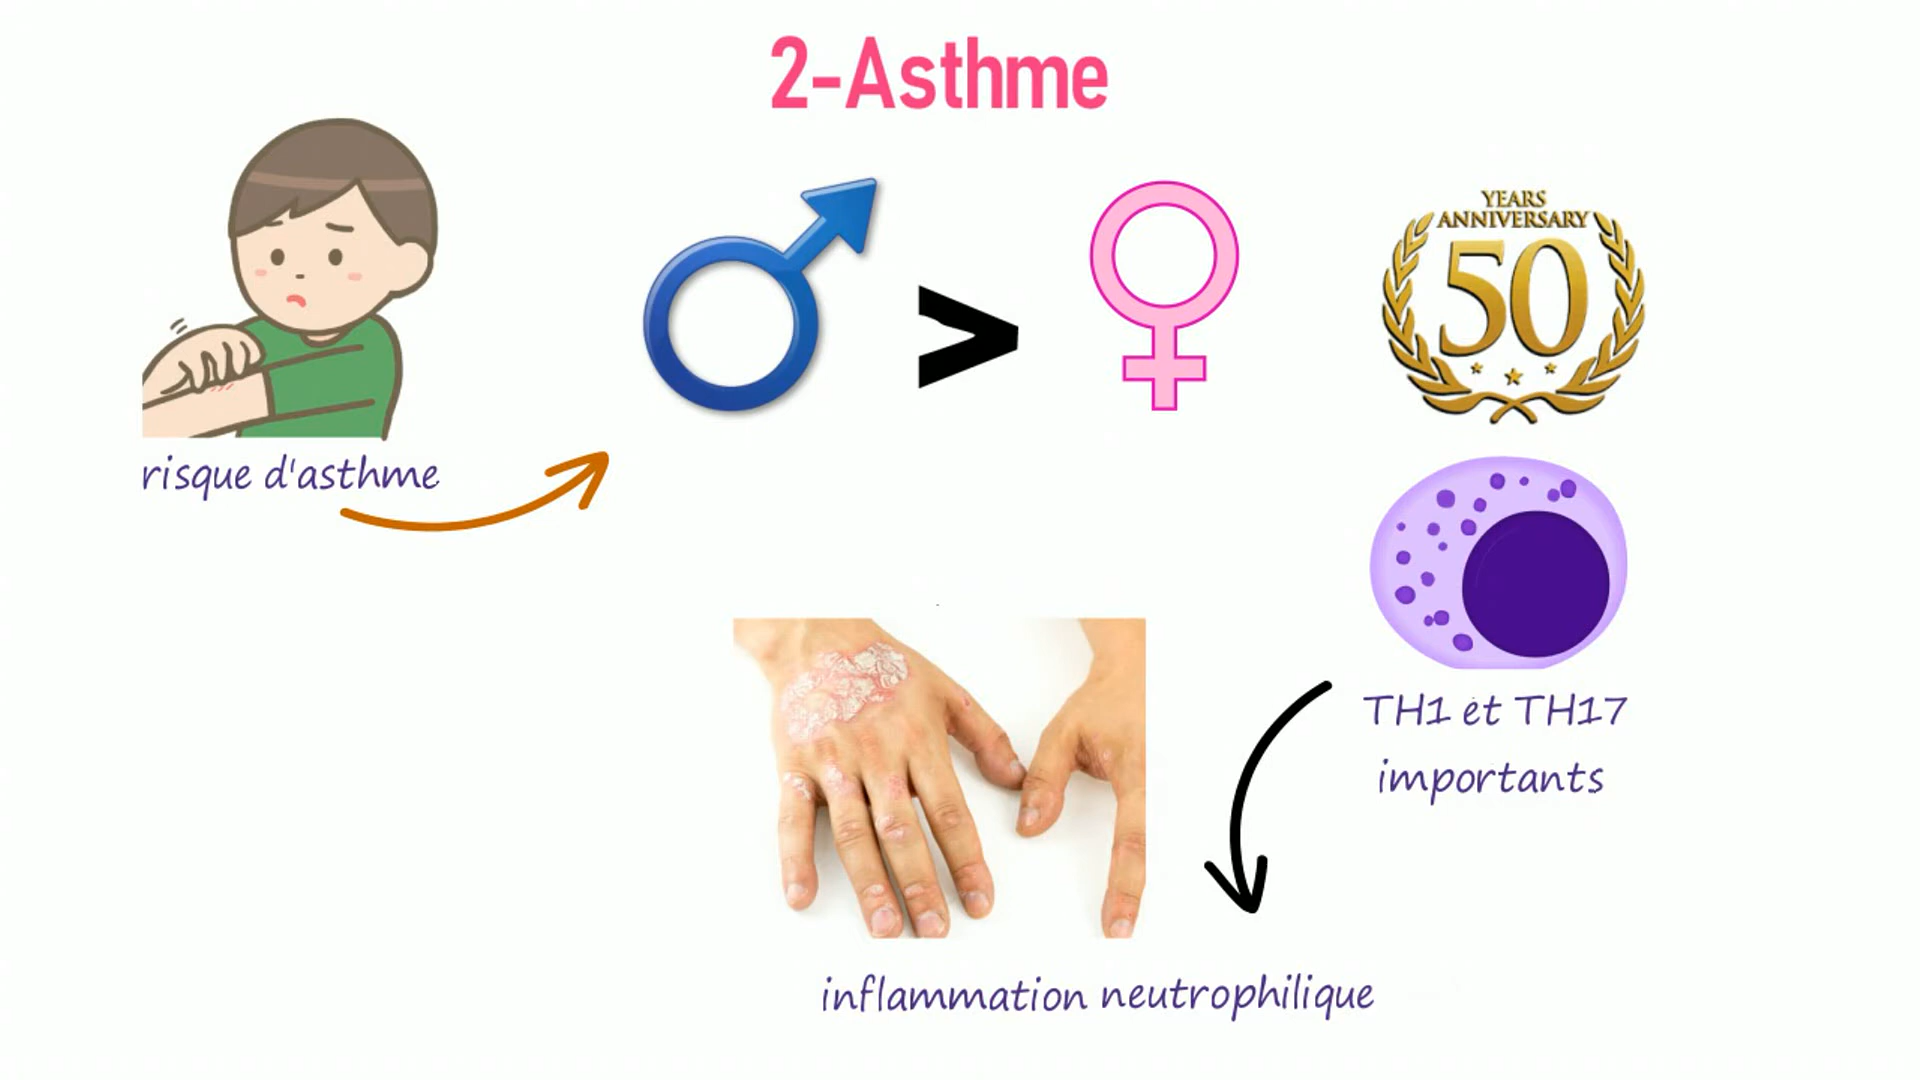 2-Asthme
YEARS
ANNIVERSARY
50
risque d'asthme
TH1 et TH17
importants
inflammation neutrophilique